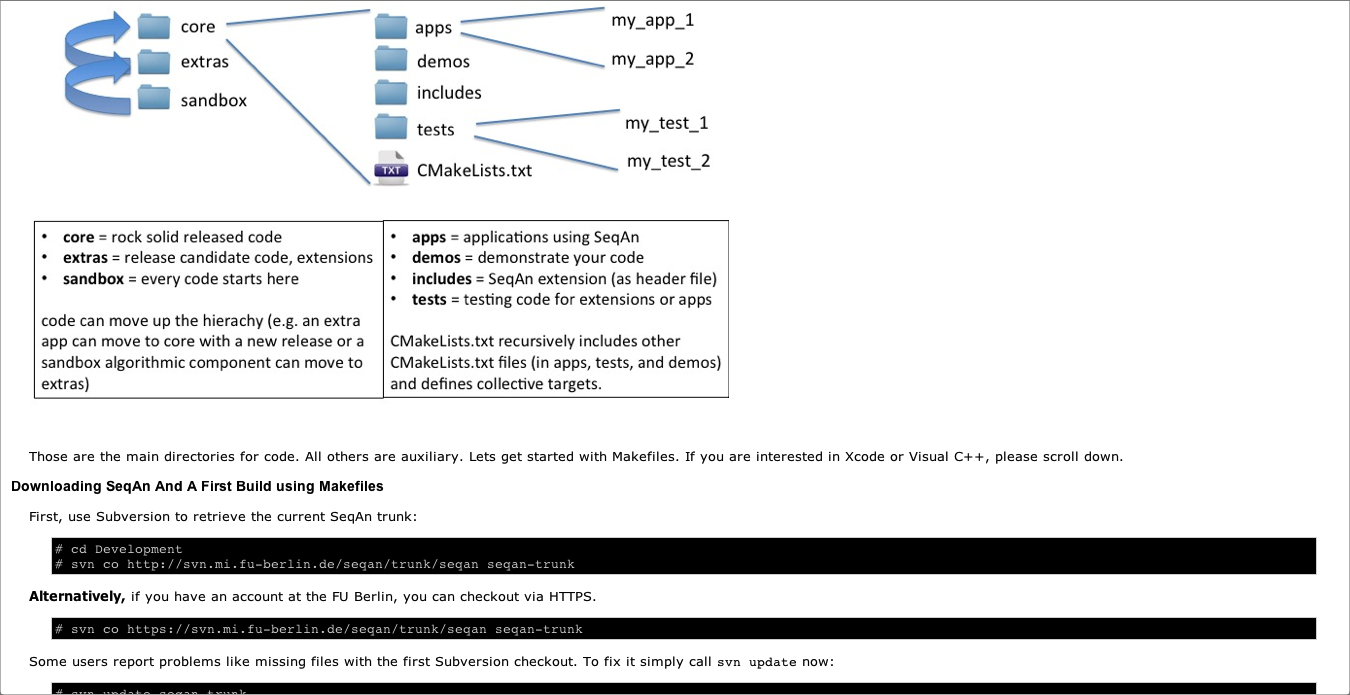 core
extras
sandbox
apps
demos
includes
tests
TXT
CMakeLists.txt
my_app_1
my_app_2
my_test_1
my_test_2
• core = rock solid released code
• extras = release candidate code, extensions
• sandbox = every code starts here
code can move up the hierachy (e.g. an extra
app can move to core with a new release or a
sandbox algorithmic component can move to
extras)
• apps = applications using SeqAn
• demos = demonstrate your code
• includes = SeqAn extension (as header file)
• tests = testing code for extensions or apps
CMakeLists.txt recursively includes other
CMakeLists.txt files (in apps, tests, and demos)
and defines collective targets.
Those are the main directories for code. All others are auxiliary. Lets get started with Makefiles. If you are interested in Xcode or Visual C++, please scroll down.
Downloading SeqAn And A First Build using Makefiles
First, use Subversion to retrieve the current SeqAn trunk:
# cd Development
# svn co http://svn.mi.fu-berlin.de/seqan/trunk/seqan seqan-trunk
Alternatively, if you have an account at the FU Berlin, you can checkout via HTTPS.
# svn co https://svn.mi.fu-berlin.de/seqan/trunk/seqan seqan-trunk
Some users report problems like missing files with the first Subversion checkout. To fix it simply call svn update now:
# svn update seqan-trunk